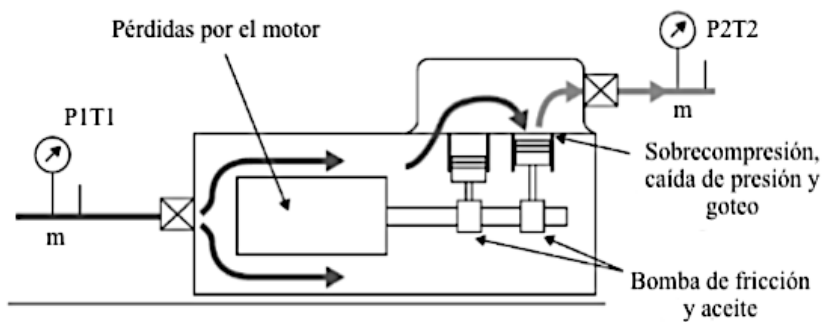 Pérdidas por el motor
P2T2
m
P1T1
m
Sobrecompresión,
caída de presión y
goteo
Bomba de fricción
y aceite